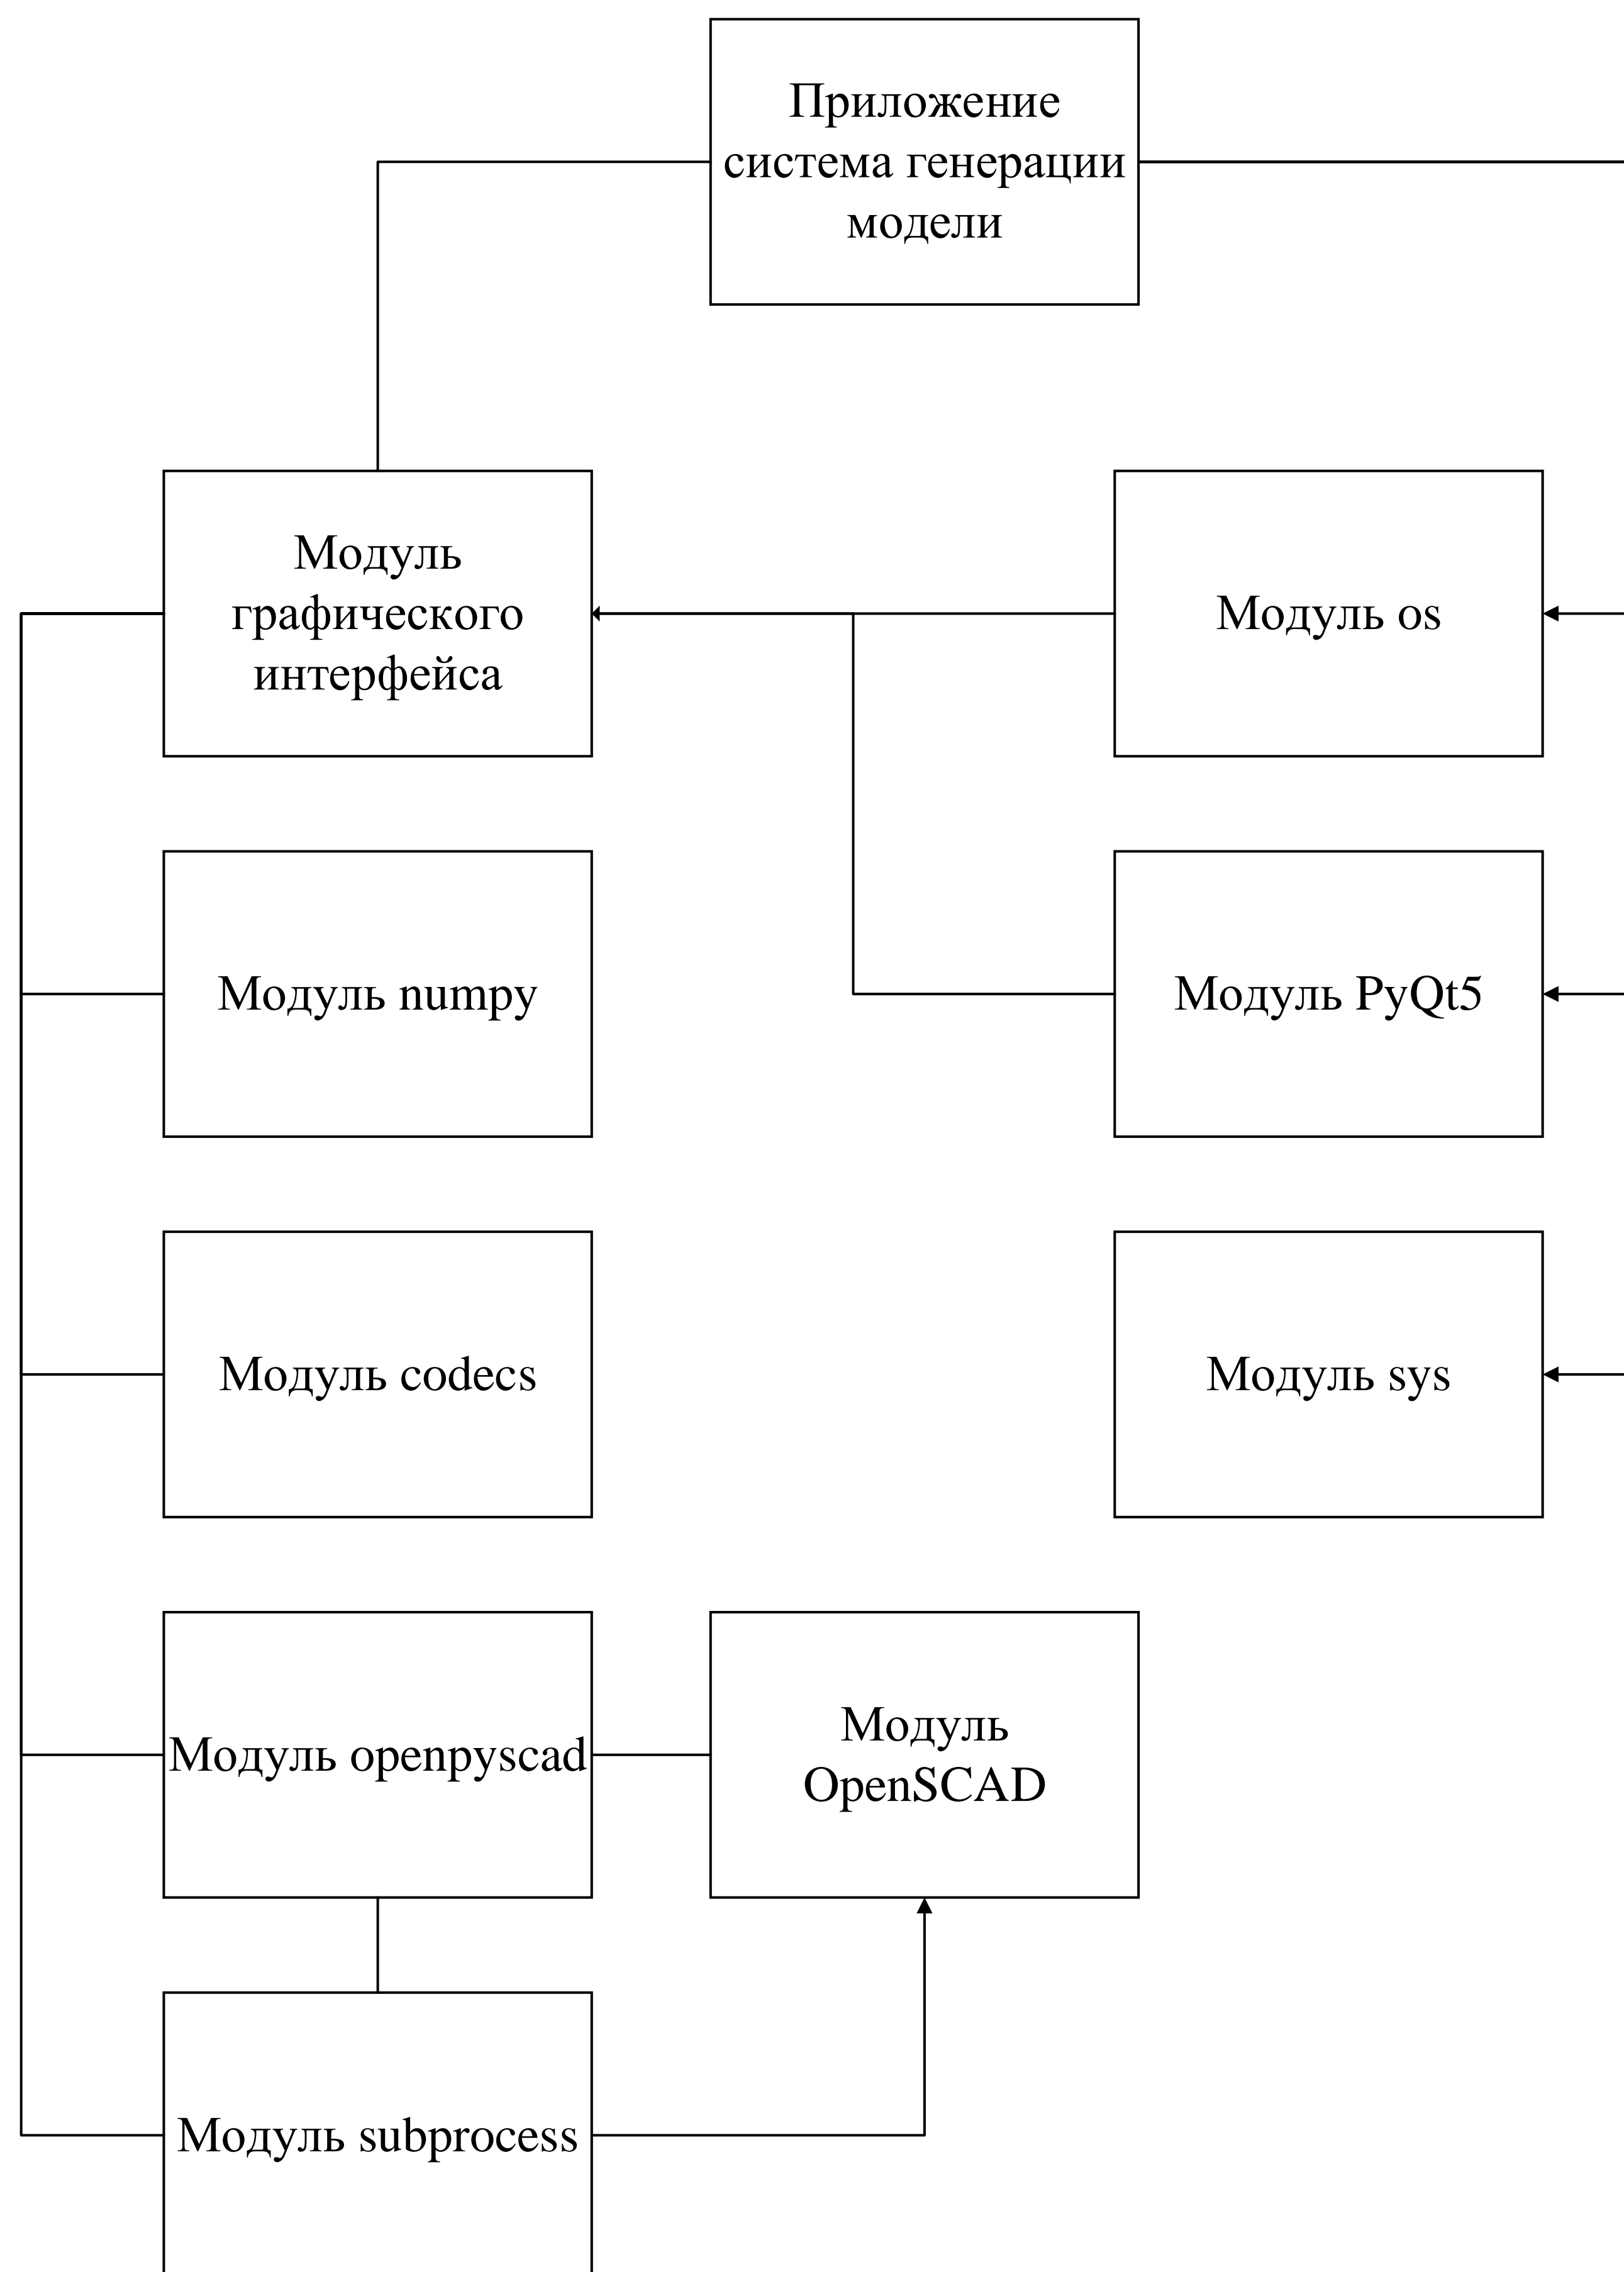 Приложение
система генерации
модели
Модуль
графического
интерфейса
Модуль os
Модуль numpy
Модуль PyQt5
Модуль codecs
Модуль sys
Модуль openpyscad
Модуль
OpenSCAD
Модуль subprocess